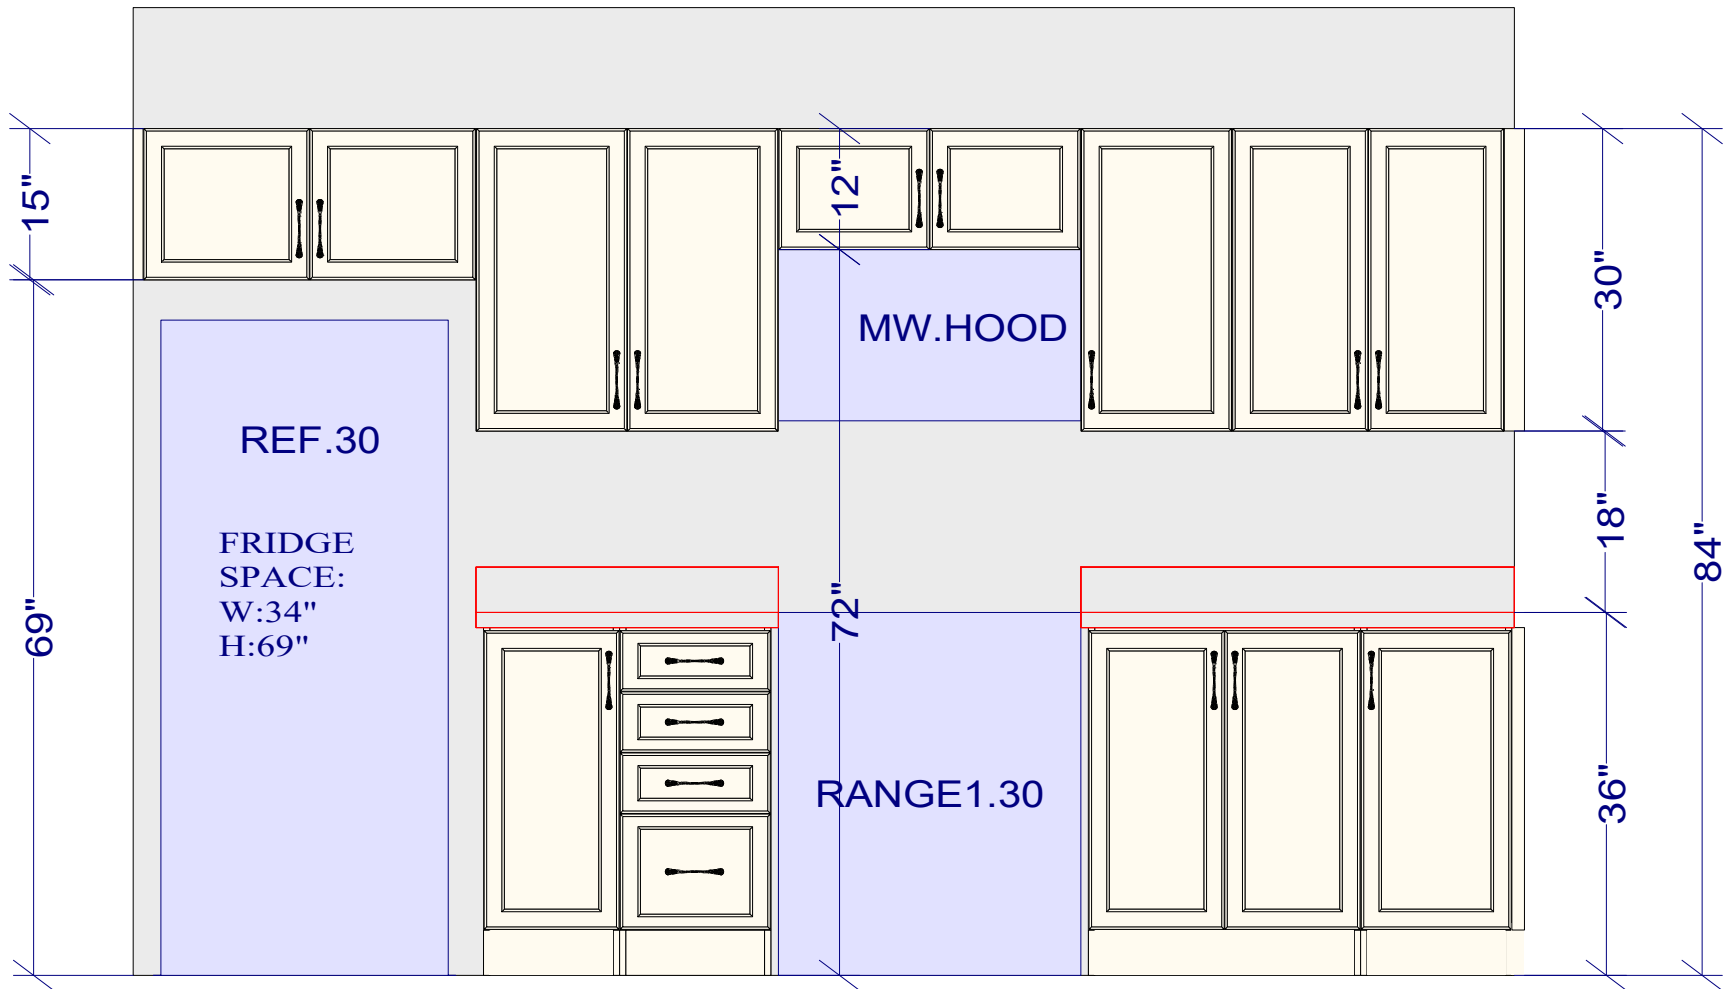 15"
12"
30"
MW.HOOD
REF.30
18"
84"
FRIDGE
SPACE:
W:34"
H:69"
69"
72"
RANGE1.30
36"